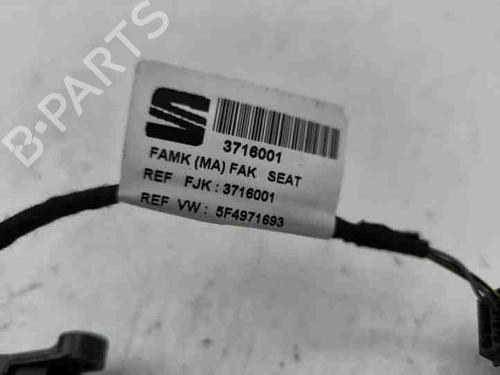 B-PARTS
3716001
FAMK (MA) FAK SEAT
REF FJK : 3716001
REF VW : 5F4971693